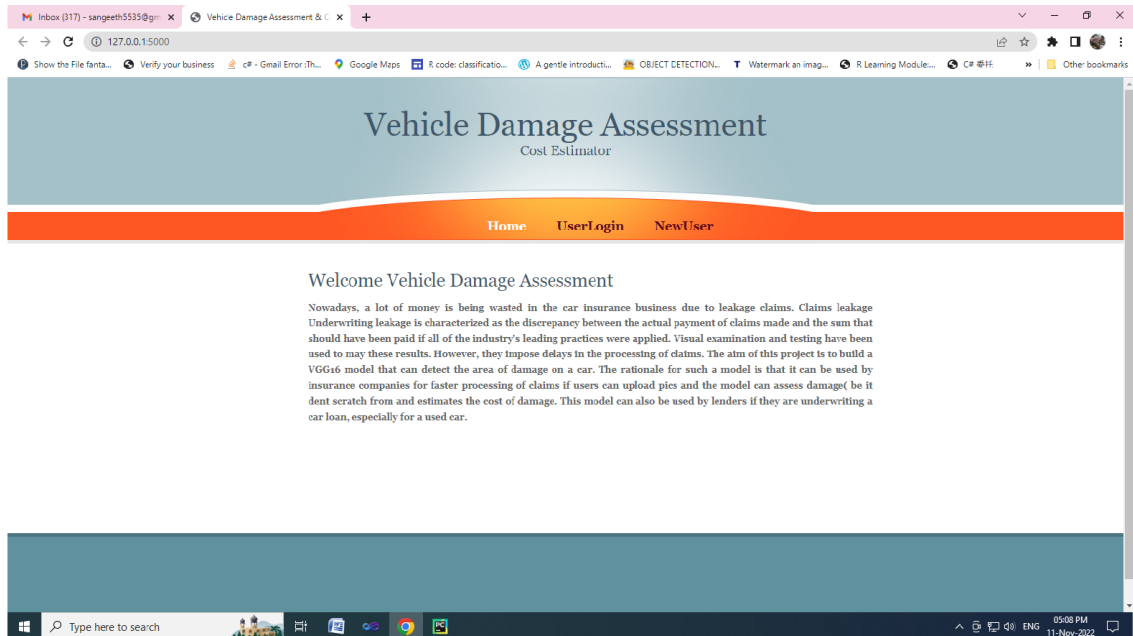 Inbox (317) - sangeeth5535@gm
Vehicle Damage Assessment & C
127.0.0.1:5000
Show the File fanta...
Verify your business
c# - Gmail Error :Th...
Google Maps
R code: classificatio...
A gentle introducti...
OBJECT DETECTION...
Watermark an imag...
R Learning Module:...
Other bookmarks
Vehicle Damage Assessment
Cost Estimator
Home UserLogin NewUser
Welcome Vehicle Damage Assessment
Nowadays, a lot of money is being wasted in the car insurance business due to leakage claims. Claims leakage
Underwriting leakage is characterized as the discrepancy between the actual payment of claims made and the sum that
should have been paid if all of the industry's leading practices were applied. Visual examination and testing have been
used to may these results. However, they impose delays in the processing of claims. The aim of this project is to build a
VGG16 model that can detect the area of damage on a car. The rationale for such a model is that it can be used by
insurance companies for faster processing of claims if users can upload pics and the model can assess damage( be it
dent scratch from and estimates the cost of damage. This model can also be used by lenders if they are underwriting a
car loan, especially for a used car.
Type here to search
ENG
05:08 PM
11-Nov-2022